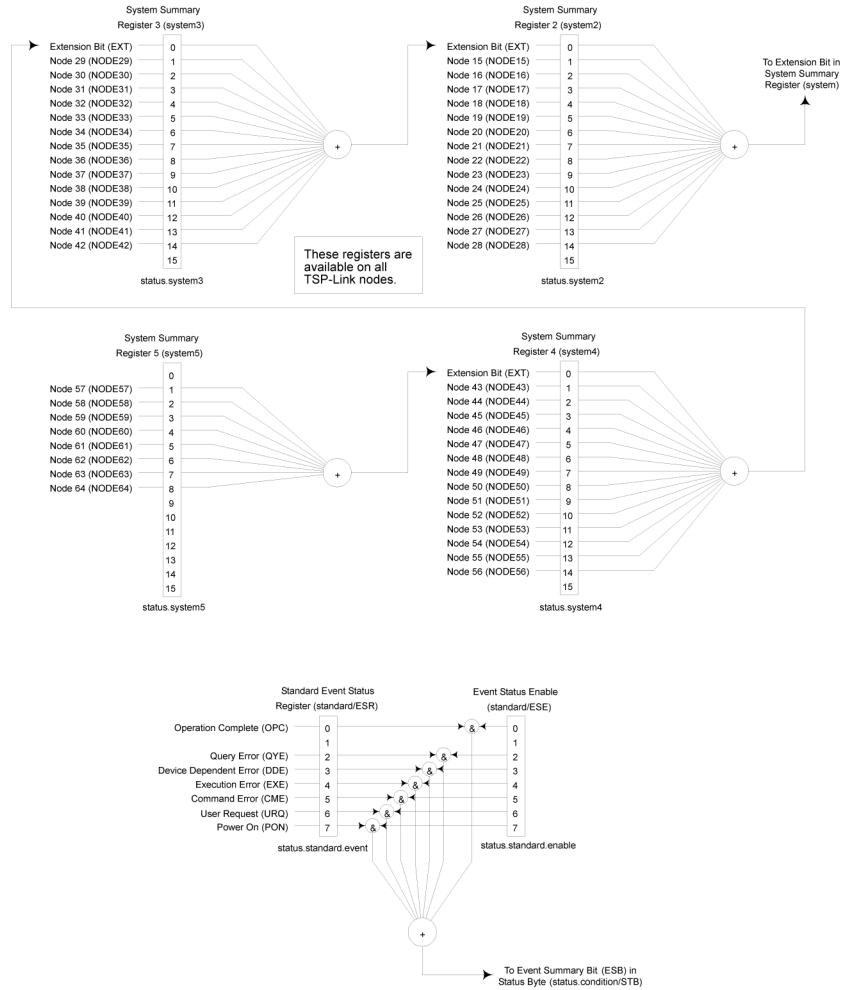 System Summary
Register 3 (system3)
Extension Bit (EXT) 0
Node 29 (NODE29) 1
Node 30 (NODE30) 2
Node 31 (NODE31) 3
Node 32 (NODE32) 4
Node 33 (NODE33) 5
Node 34 (NODE34) 6
Node 35 (NODE35) 7
Node 36 (NODE36) 8
Node 37 (NODE37) 9
Node 38 (NODE38) 10
Node 39 (NODE39) 11
Node 40 (NODE40) 12
Node 41 (NODE41) 13
Node 42 (NODE42) 14
15
+
status.system3
System Summary
Register 2 (system2)
Extension Bit (EXT) 0
Node 15 (NODE15) 1
Node 16 (NODE16) 2
Node 17 (NODE17) 3
Node 18 (NODE18) 4
Node 19 (NODE19) 5
Node 20 (NODE20) 6
Node 21 (NODE21) 7
Node 22 (NODE22) 8
Node 23 (NODE23) 9
Node 24 (NODE24) 10
Node 25 (NODE25) 11
Node 26 (NODE26) 12
Node 27 (NODE27) 13
Node 28 (NODE28) 14
15
+
status.system2
To Extension Bit in
System Summary
Register (system)
These registers are
available on all
TSP-Link nodes.
System Summary
Register 5 (system5)
0
Node 57 (NODE57) 1
Node 58 (NODE58) 2
Node 59 (NODE59) 3
Node 60 (NODE60) 4
Node 61 (NODE61) 5
Node 62 (NODE62) 6
Node 63 (NODE63) 7
Node 64 (NODE64) 8
9
10
11
12
13
14
15
+
status.system5
System Summary
Register 4 (system4)
Extension Bit (EXT) 0
Node 43 (NODE43) 1
Node 44 (NODE44) 2
Node 45 (NODE45) 3
Node 46 (NODE46) 4
Node 47 (NODE47) 5
Node 48 (NODE48) 6
Node 49 (NODE49) 7
Node 50 (NODE50) 8
Node 51 (NODE51) 9
Node 52 (NODE52) 10
Node 53 (NODE53) 11
Node 54 (NODE54) 12
Node 55 (NODE55) 13
Node 56 (NODE56) 14
15
+
status.system4
Standard Event Status
Register (standard/ESR)
Event Status Enable
(standard/ESE)
Operation Complete (OPC) 0 & 0
1 1
Query Error (QYE) 2 & 2
Device Dependent Error (DDE) 3 & 3
Execution Error (EXE) 4 & 4
Command Error (CME) 5 & 5
User Request (URQ) 6 & 6
Power On (PON) 7 & 7
status.standard.event
status.standard.enable
+
To Event Summary Bit (ESB) in
Status Byte (status.condition/STB)